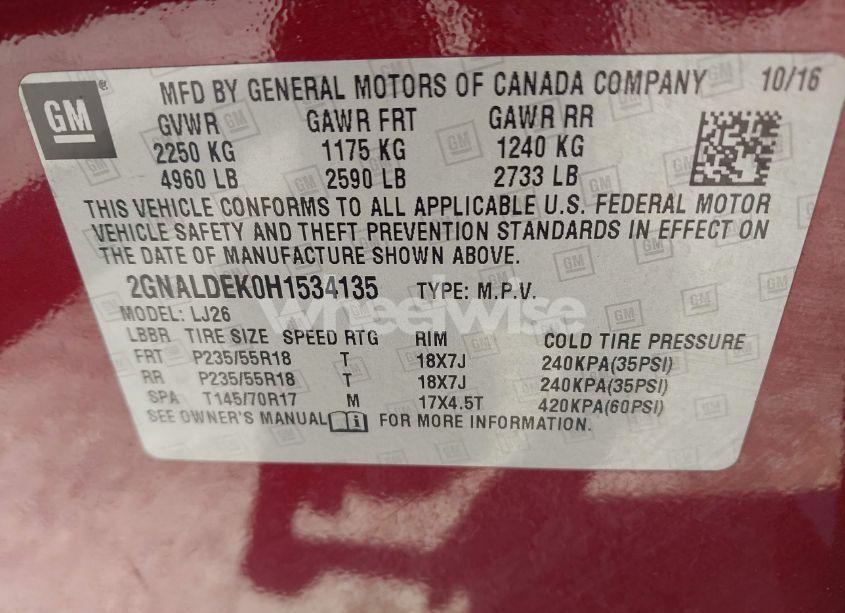 GM ® MFD BY GENERAL MOTORS OF CANADA COMPANY 10/16
GVWR GAWR FRT GAWR RR
2250 KG 1175 KG 1240 KG
4960 LB 2590 LB 2733 LB
THIS VEHICLE CONFORMS TO ALL APPLICABLE U.S. FEDERAL MOTOR
VEHICLE SAFETY AND THEFT PREVENTION STANDARDS IN EFFECT ON
THE DATE OF MANUFACTURE SHOWN ABOVE.
2GNALDEK0H1534135 TYPE: M.P.V.
wheelwise
MODEL: LJ26
LBBR TIRE SIZE SPEED RTG RIM COLD TIRE PRESSURE
FRT P235/55R18 T 18X7J 240KPA(35PSI)
RR P235/55R18 T 18X7J 240KPA(35PSI)
SPA T145/70R17 M 17X4.5T 420KPA(60PSI)
SEE OWNER'S MANUAL FOR MORE INFORMATION.